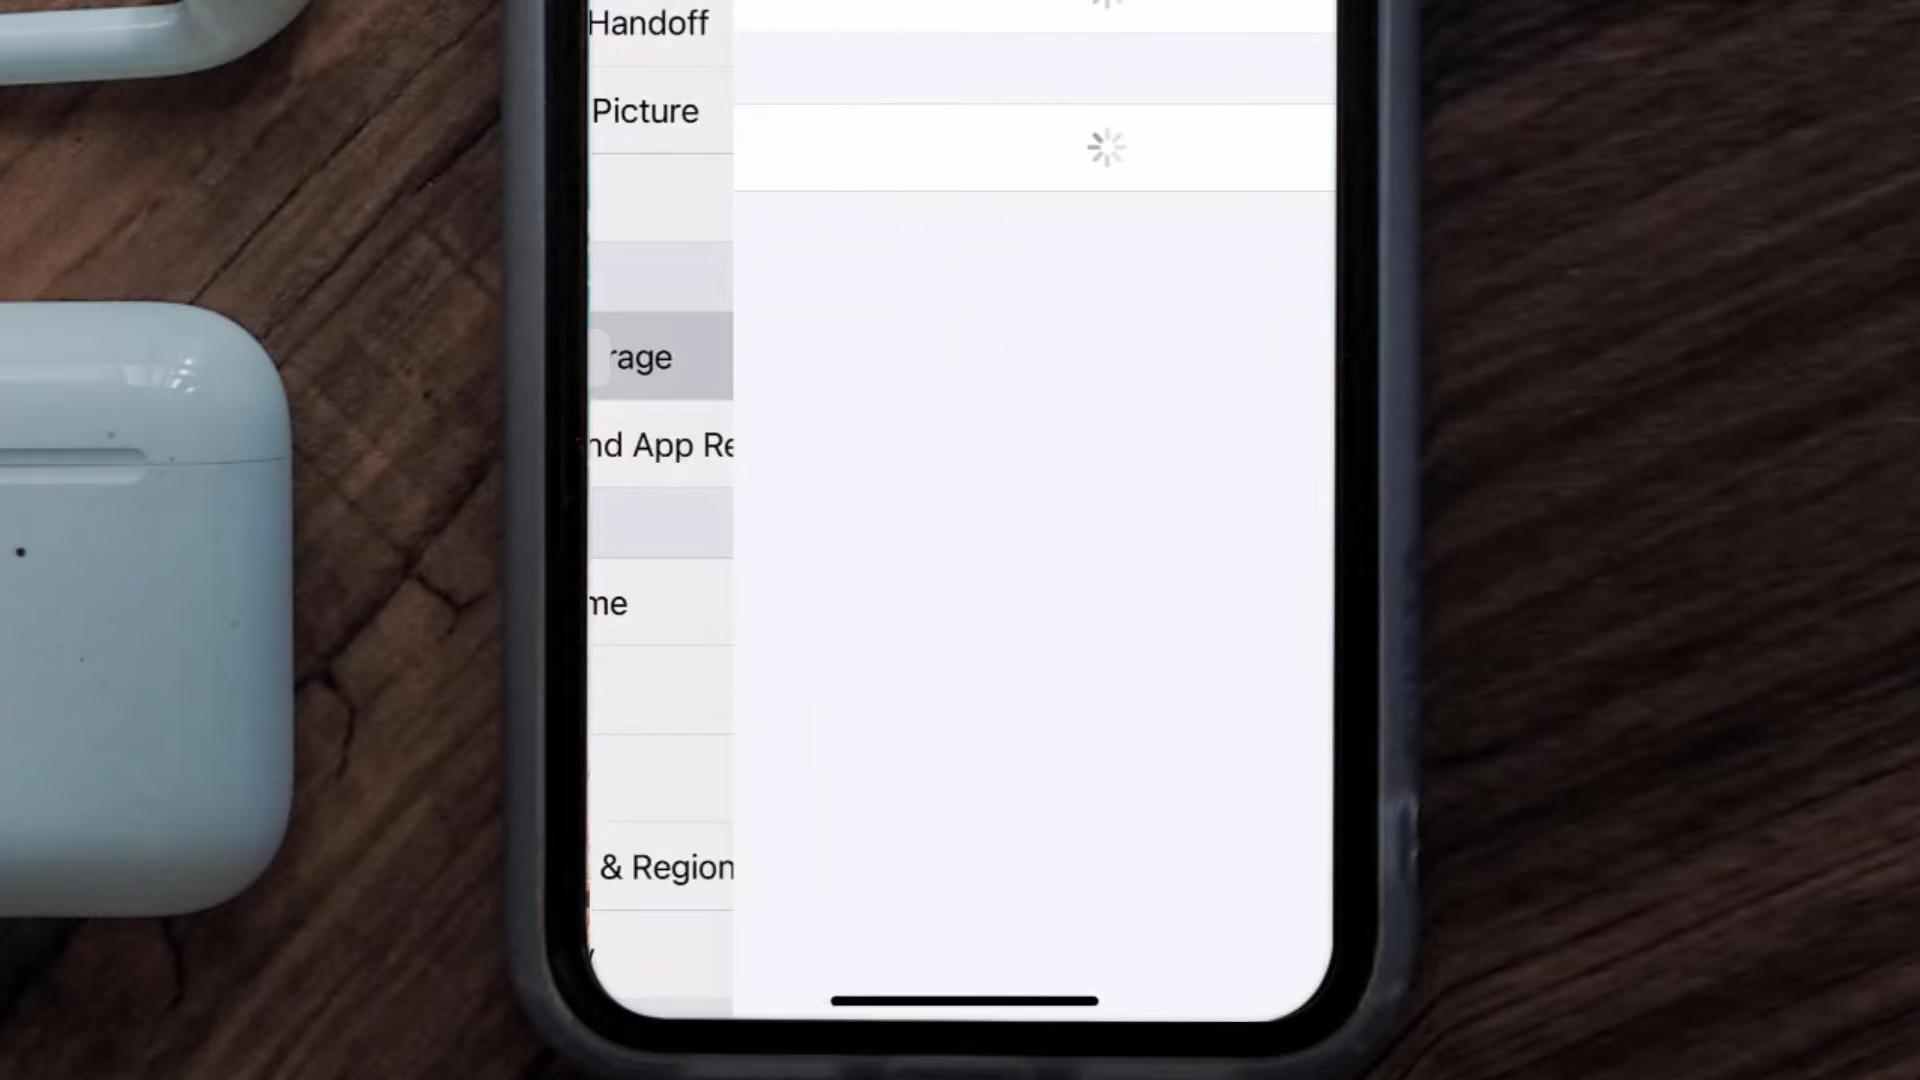 Handoff
Picture
rage
nd App Re
me
& Region